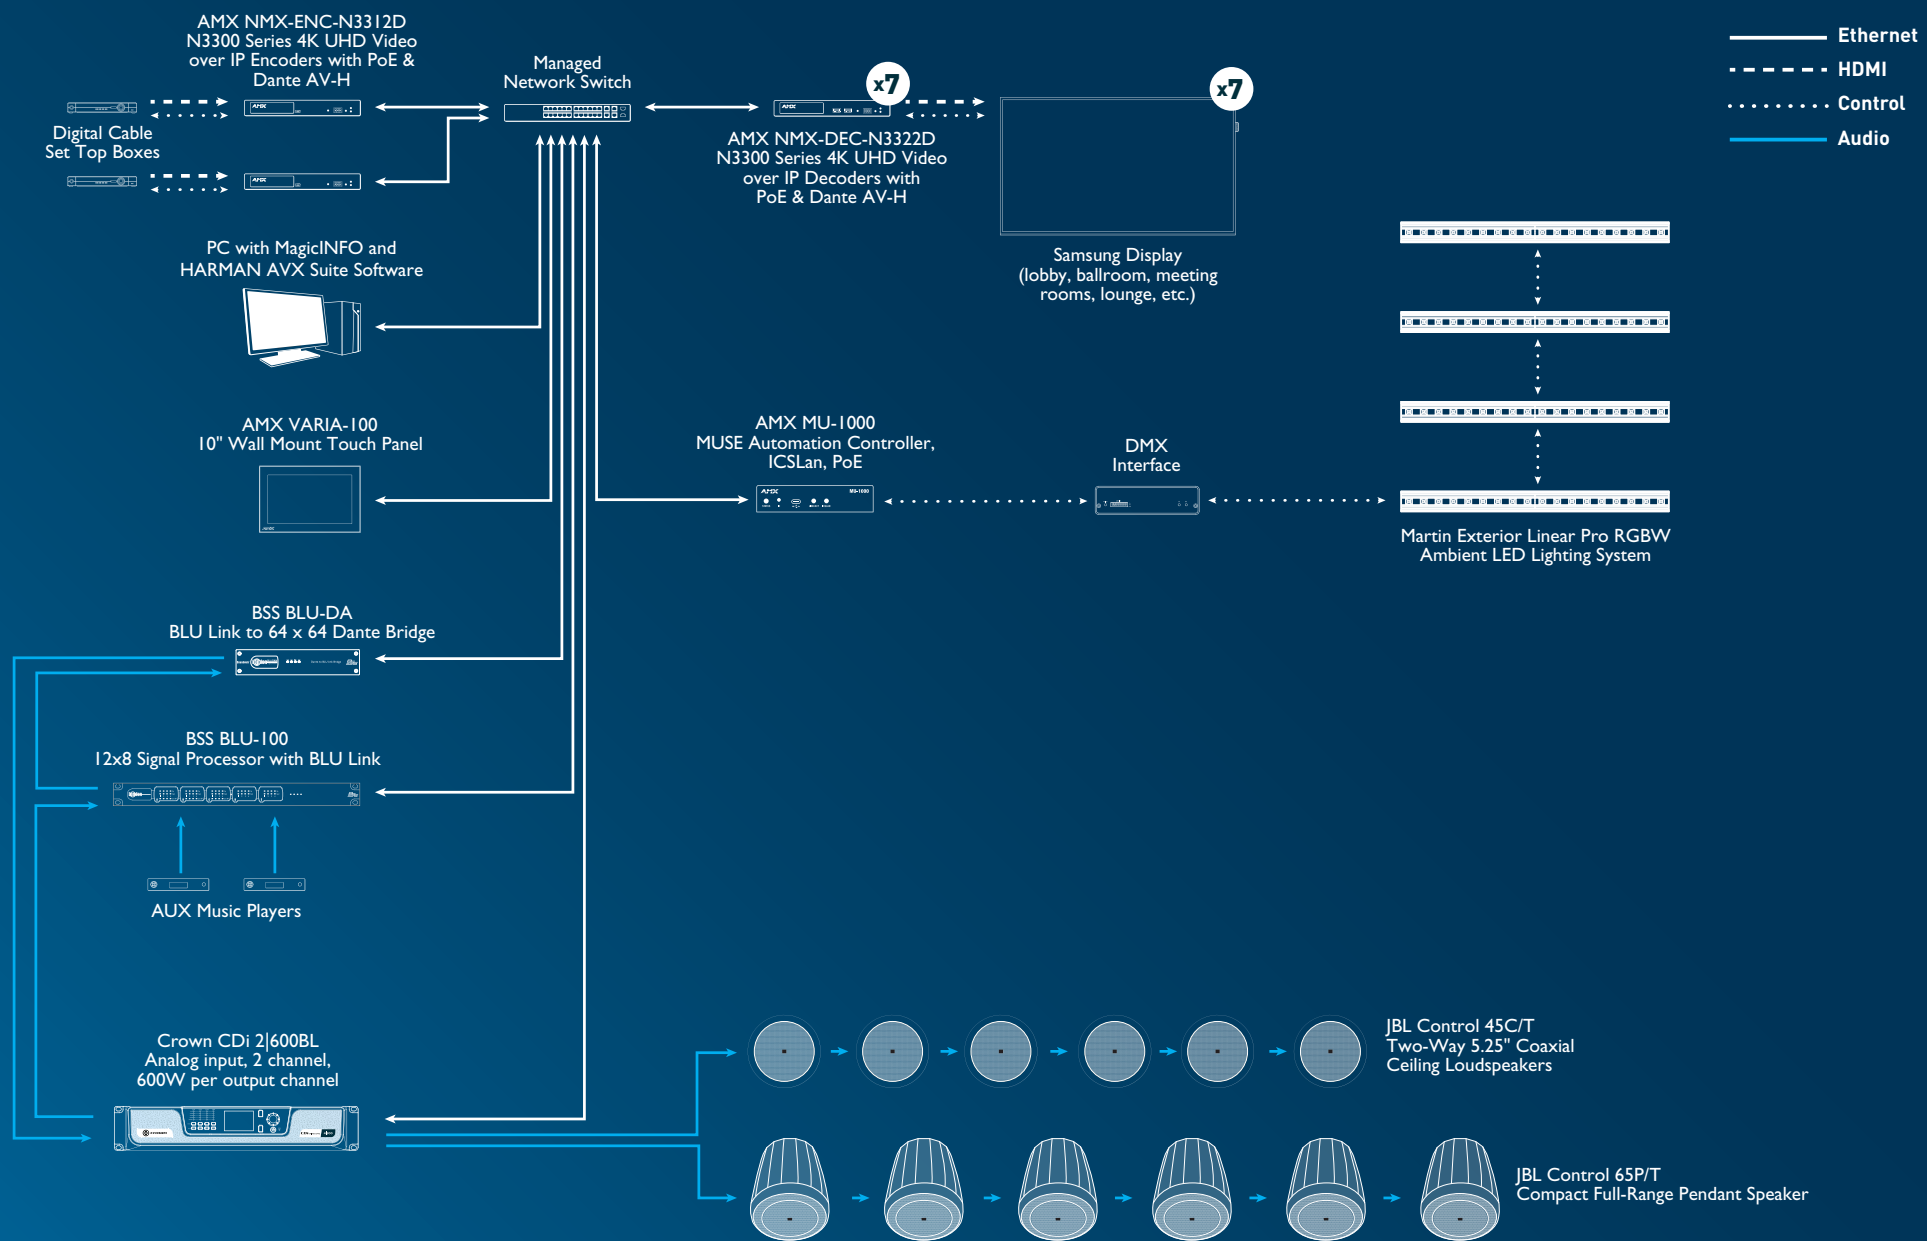 AMX NMX-ENC-N3312D
N3300 Series 4K UHD Video
over IP Encoders with PoE &
Dante AV-H
Digital Cable
Set Top Boxes
AMX
AMX
Managed
Network Switch
x7
AMX
AMX NMX-DEC-N3322D
N3300 Series 4K UHD Video
over IP Decoders with
PoE & Dante AV-H
x7
Samsung Display
(lobby, ballroom, meeting
rooms, lounge, etc.)
Ethernet
HDMI
Control
Audio
PC with MagicINFO and
HARMAN AVX Suite Software
AMX VARIA-100
10" Wall Mount Touch Panel
AMX MU-1000
MUSE Automation Controller,
ICSLan, PoE
AMX
MU-1000
DMX
Interface
Martin Exterior Linear Pro RGBW
Ambient LED Lighting System
BSS BLU-DA
BLU Link to 64 x 64 Dante Bridge
BSS BLU-100
12x8 Signal Processor with BLU Link
AUX Music Players
Crown CDi 2|600BL
Analog input, 2 channel,
600W per output channel
JBL Control 45C/T
Two-Way 5.25" Coaxial
Ceiling Loudspeakers
JBL Control 65P/T
Compact Full-Range Pendant Speaker